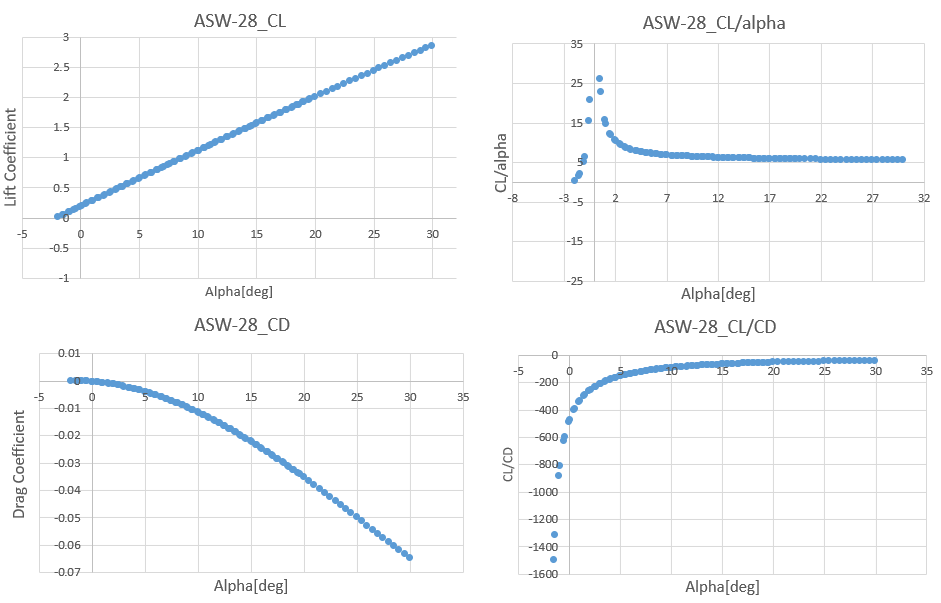 ASW-28_CL
3
2.5
2
1.5
1
0.5
0
-0.5
-1
-5 0 5 10 15 20 25 30
Lift Coefficient
Alpha[deg]
ASW-28_CL/alpha
35
25
15
5
-5
-15
-25
-8 -3 2 7 12 17 22 27 32
CL/alpha
Alpha[deg]
ASW-28_CD
0.01
0
-0.01
-0.02
-0.03
-0.04
-0.05
-0.06
-0.07
-5 0 5 10 15 20 25 30 35
Drag Coefficient
Alpha[deg]
ASW-28_CL/CD
0
-200
-400
-600
-800
-1000
-1200
-1400
-1600
-5 0 5 10 15 20 25 30 35
CL/CD
Alpha[deg]